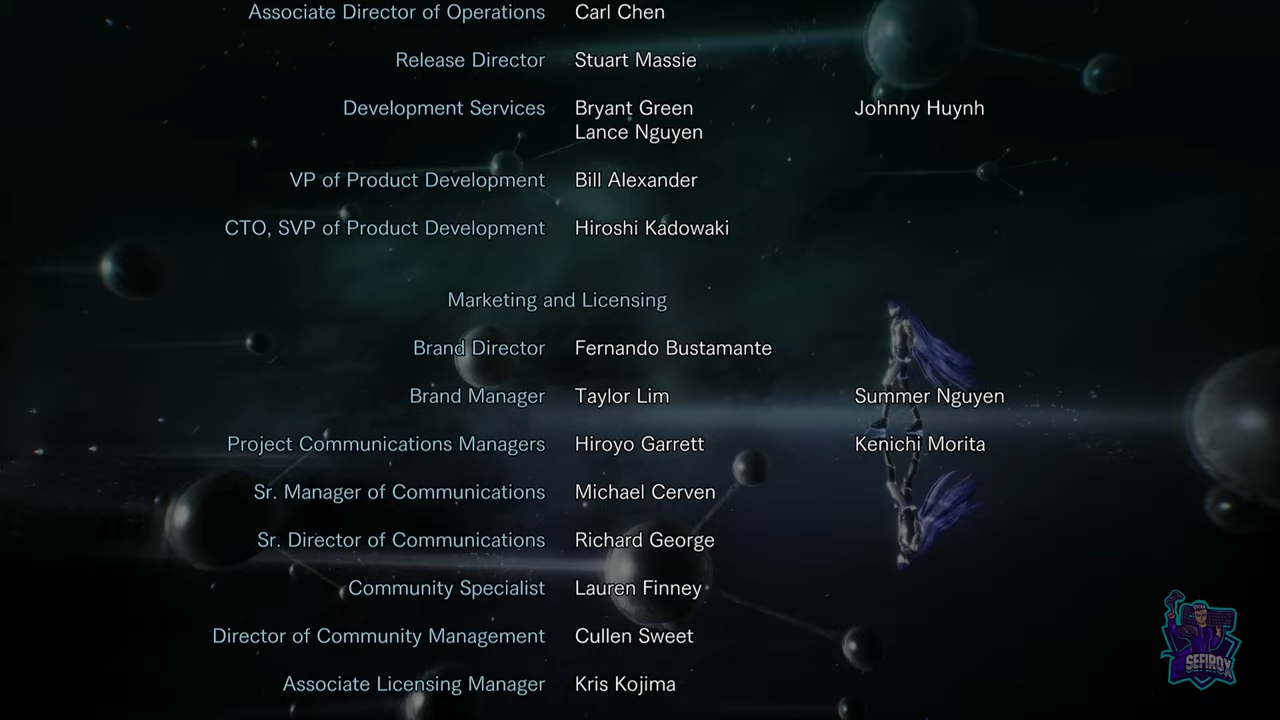 Associate Director of Operations Carl Chen
Release Director Stuart Massie
Development Services Bryant Green Johnny Huynh
Lance Nguyen
VP of Product Development Bill Alexander
CTO, SVP of Product Development Hiroshi Kadowaki
Marketing and Licensing
Brand Director Fernando Bustamante
Brand Manager Taylor Lim Summer Nguyen
Project Communications Managers Hiroyo Garrett Kenichi Morita
Sr. Manager of Communications Michael Cerven
Sr. Director of Communications Richard George
Community Specialist Lauren Finney
Director of Community Management Cullen Sweet
Associate Licensing Manager Kris Kojima
SEFIROX